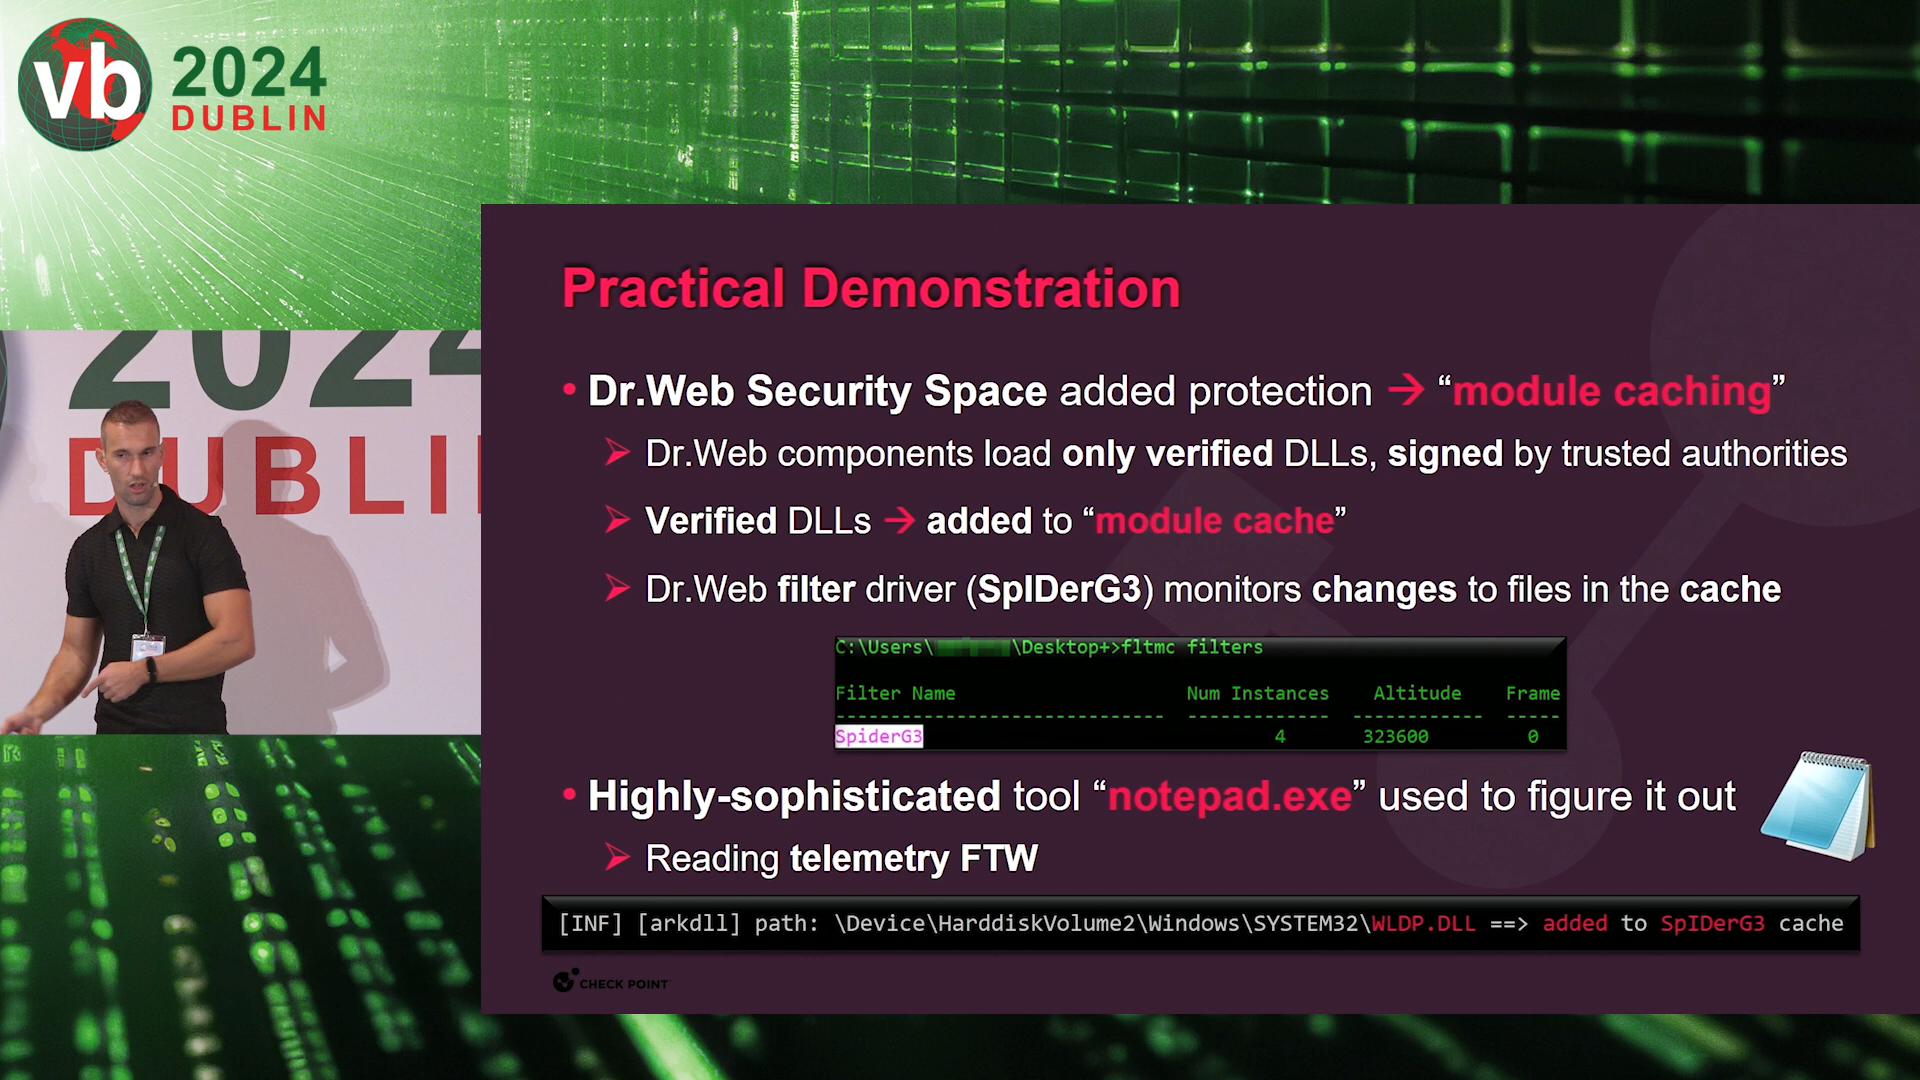 vb
2024
DUBLIN
2024
DUBLIN
Practical Demonstration
• Dr.Web Security Space added protection → “module caching”
➢ Dr.Web components load only verified DLLs, signed by trusted authorities
➢ Verified DLLs → added to “module cache”
➢ Dr.Web filter driver (SpIDerG3) monitors changes to files in the cache
C:\Users\ \Desktop+>fltmc filters
Filter Name Num Instances Altitude Frame
------------------------------ ------------- ------------ -----
SpiderG3 4 323600 0
• Highly-sophisticated tool “notepad.exe” used to figure it out
➢ Reading telemetry FTW
[INF] [arkdll] path: \Device\HarddiskVolume2\Windows\SYSTEM32\WLDP.DLL ==> added to SpIDerG3 cache
CHECK POINT